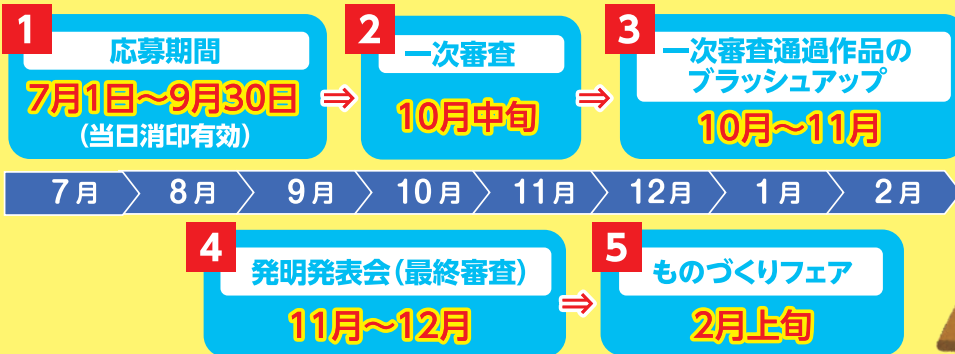 1
応募期間
7月1日〜9月30日
(当日消印有効)
⇒
2
一次審査
10月中旬
⇒
3
一次審査通過作品の
ブラッシュアップ
10月〜11月
7月 8月 9月 10月 11月 12月 1月 2月
4
発明発表会(最終審査)
11月〜12月
⇒
5
ものづくりフェア
2月上旬